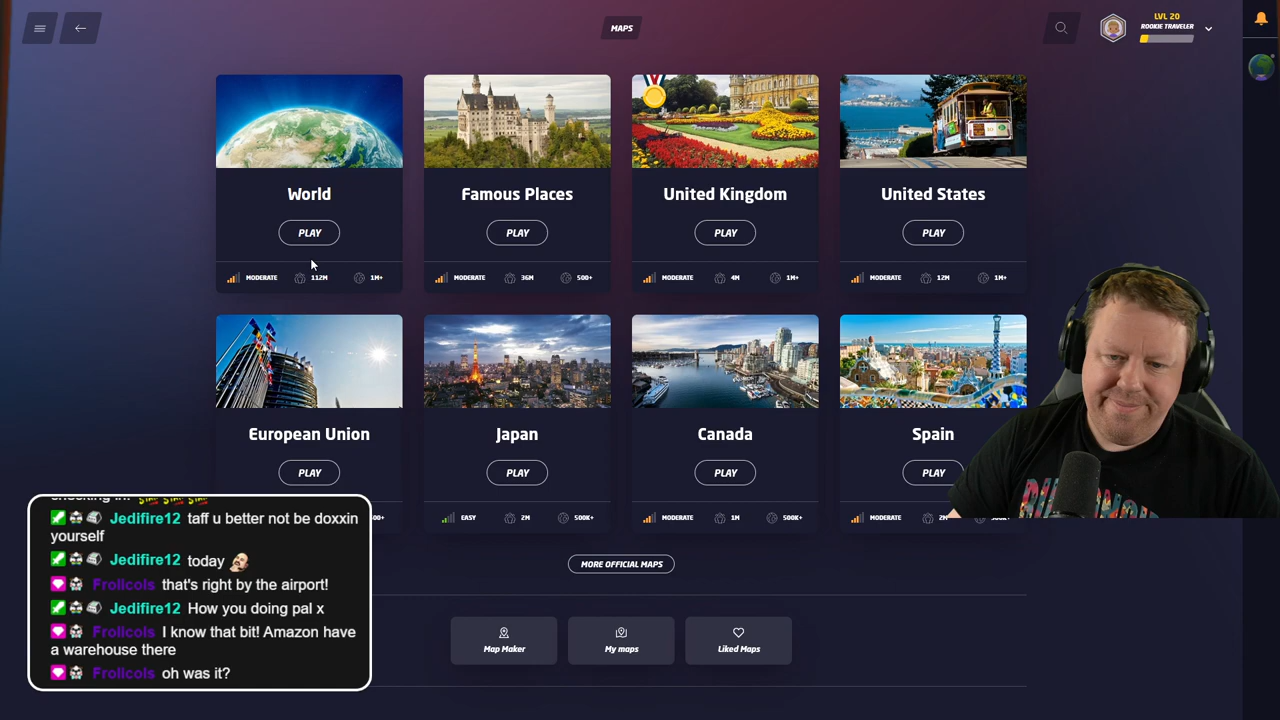 MAPS
LVL 20
ROOKIE TRAVELER
World
Famous Places
United Kingdom
United States
PLAY
PLAY
PLAY
PLAY
MODERATE 112M 1M+
MODERATE 36M 500+
MODERATE 4M 1M+
MODERATE 12M 1M+
European Union
Japan
Canada
Spain
PLAY
PLAY
PLAY
PLAY
EASY 2M 500K+
MODERATE 1M 500K+
MODERATE
MORE OFFICIAL MAPS
Map Maker
My maps
Liked Maps
Jedifire12 taff u better not be doxxin
yourself
Jedifire12 today
Frollcols that's right by the airport!
Jedifire12 How you doing pal x
Frollcols I know that bit! Amazon have
a warehouse there
Frollcols oh was it?